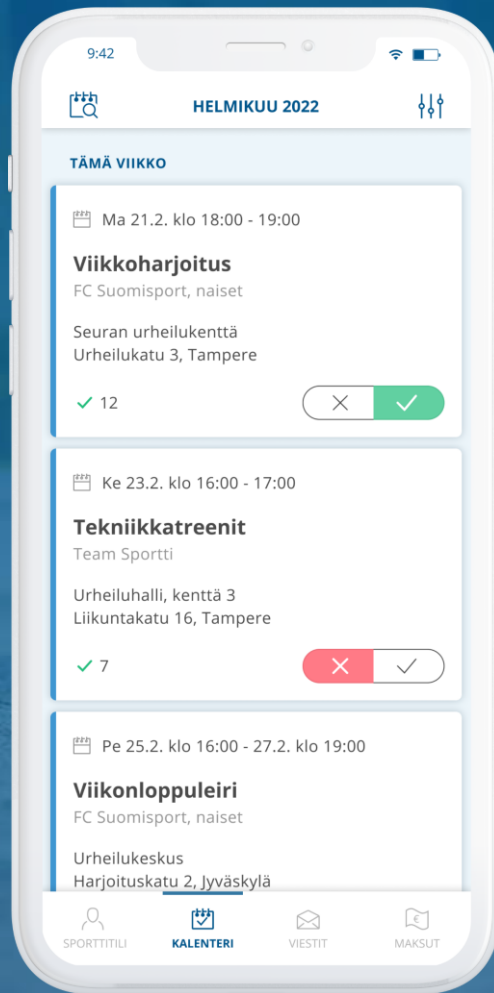 9:42
HELMIKUU 2022
TÄMÄ VIIKKO
Ma 21.2. klo 18:00 - 19:00
Viikkoharjoitus
FC Suomisport, naiset
Seuran urheilukenttä
Urheilukatu 3, Tampere
12
Ke 23.2. klo 16:00 - 17:00
Tekniikkatreenit
Team Sportti
Urheiluhalli, kenttä 3
Liikuntakatu 16, Tampere
7
Pe 25.2. klo 16:00 - 27.2. klo 19:00
Viikonloppuleiri
FC Suomisport, naiset
Urheilukeskus
Harjoituskatu 2, Jyväskylä
SPORTTITILI KALENTERI VIESTIT MAKSUT